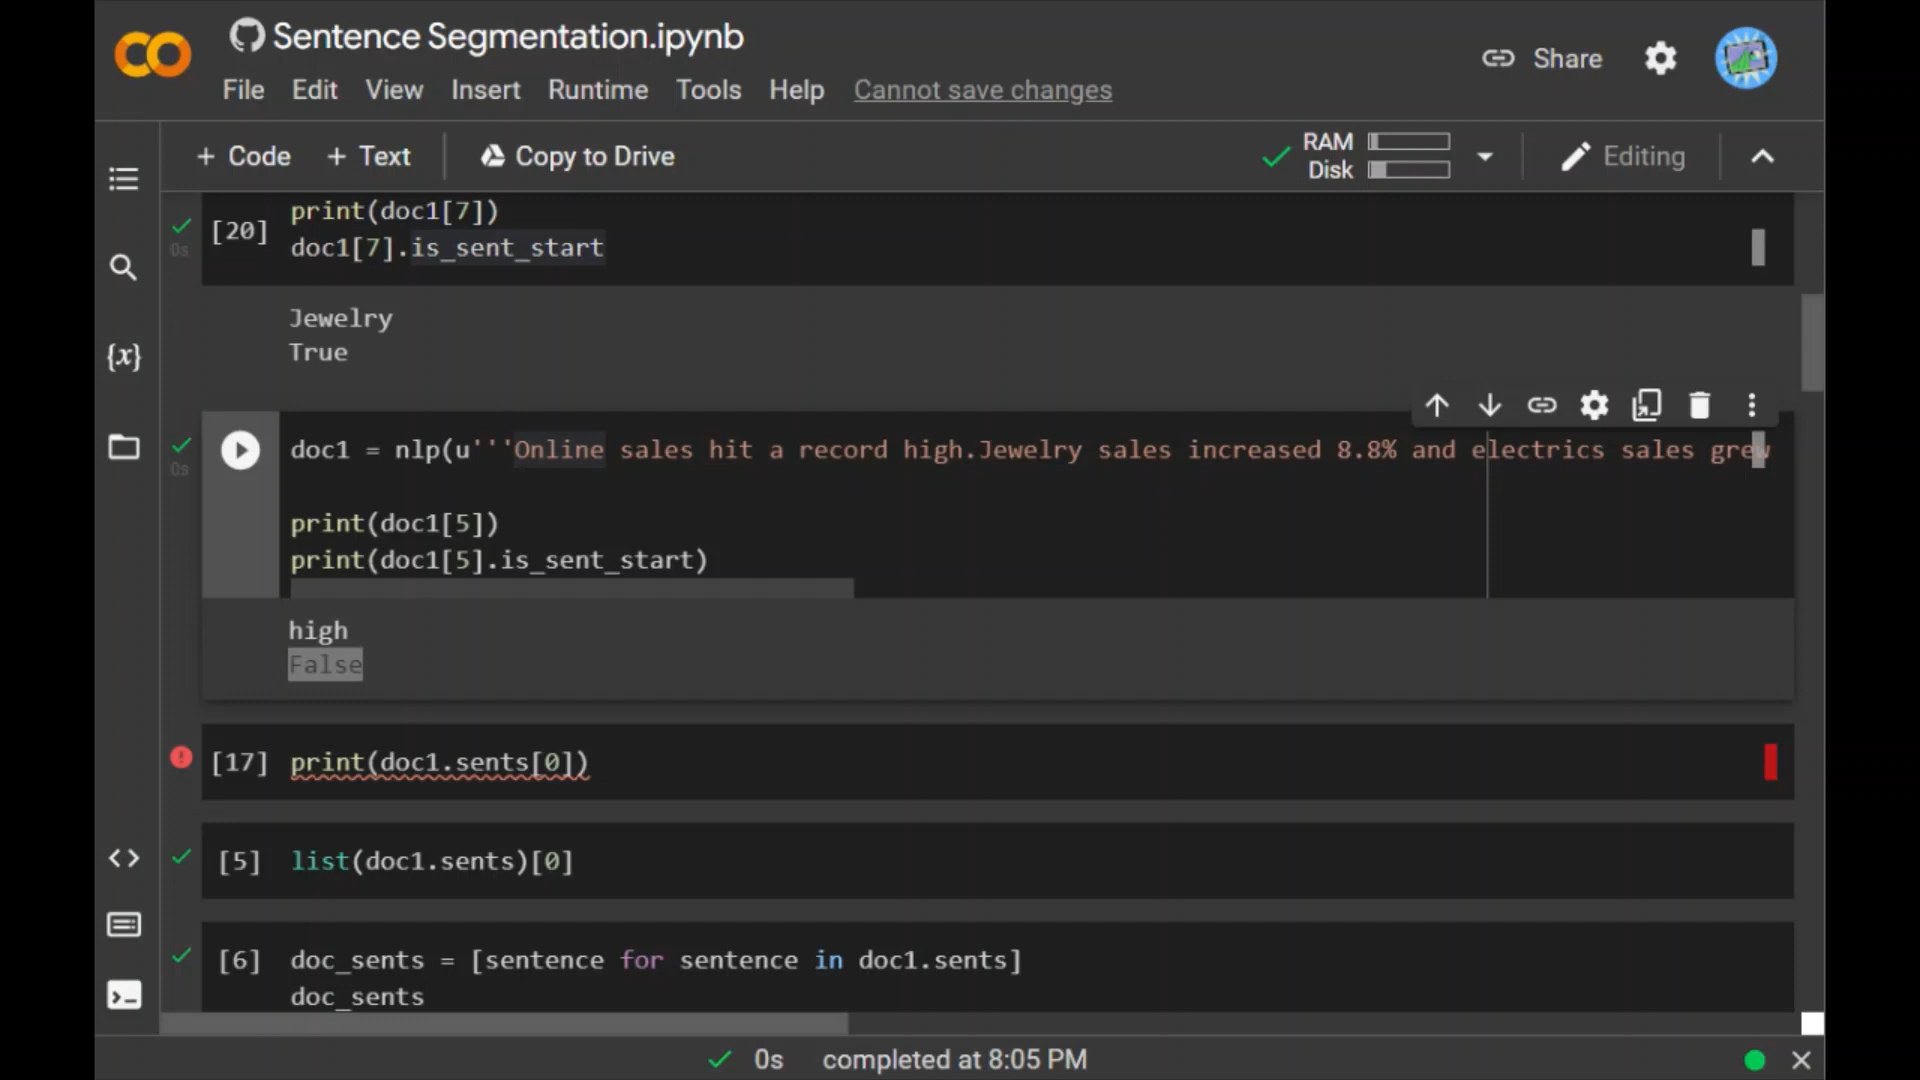 Sentence Segmentation.ipynb
File Edit View Insert Runtime Tools Help Cannot save changes
Share
+ Code + Text Copy to Drive
RAM
Disk
Editing
[20] print(doc1[7])
0s doc1[7].is_sent_start
Jewelry
True
doc1 = nlp(u'''Online sales hit a record high.Jewelry sales increased 8.8% and electrics sales grew
0s
print(doc1[5])
print(doc1[5].is_sent_start)
high
False
[17] print(doc1.sents[0])
[5] list(doc1.sents)[0]
[6] doc_sents = [sentence for sentence in doc1.sents]
doc_sents
0s completed at 8:05 PM